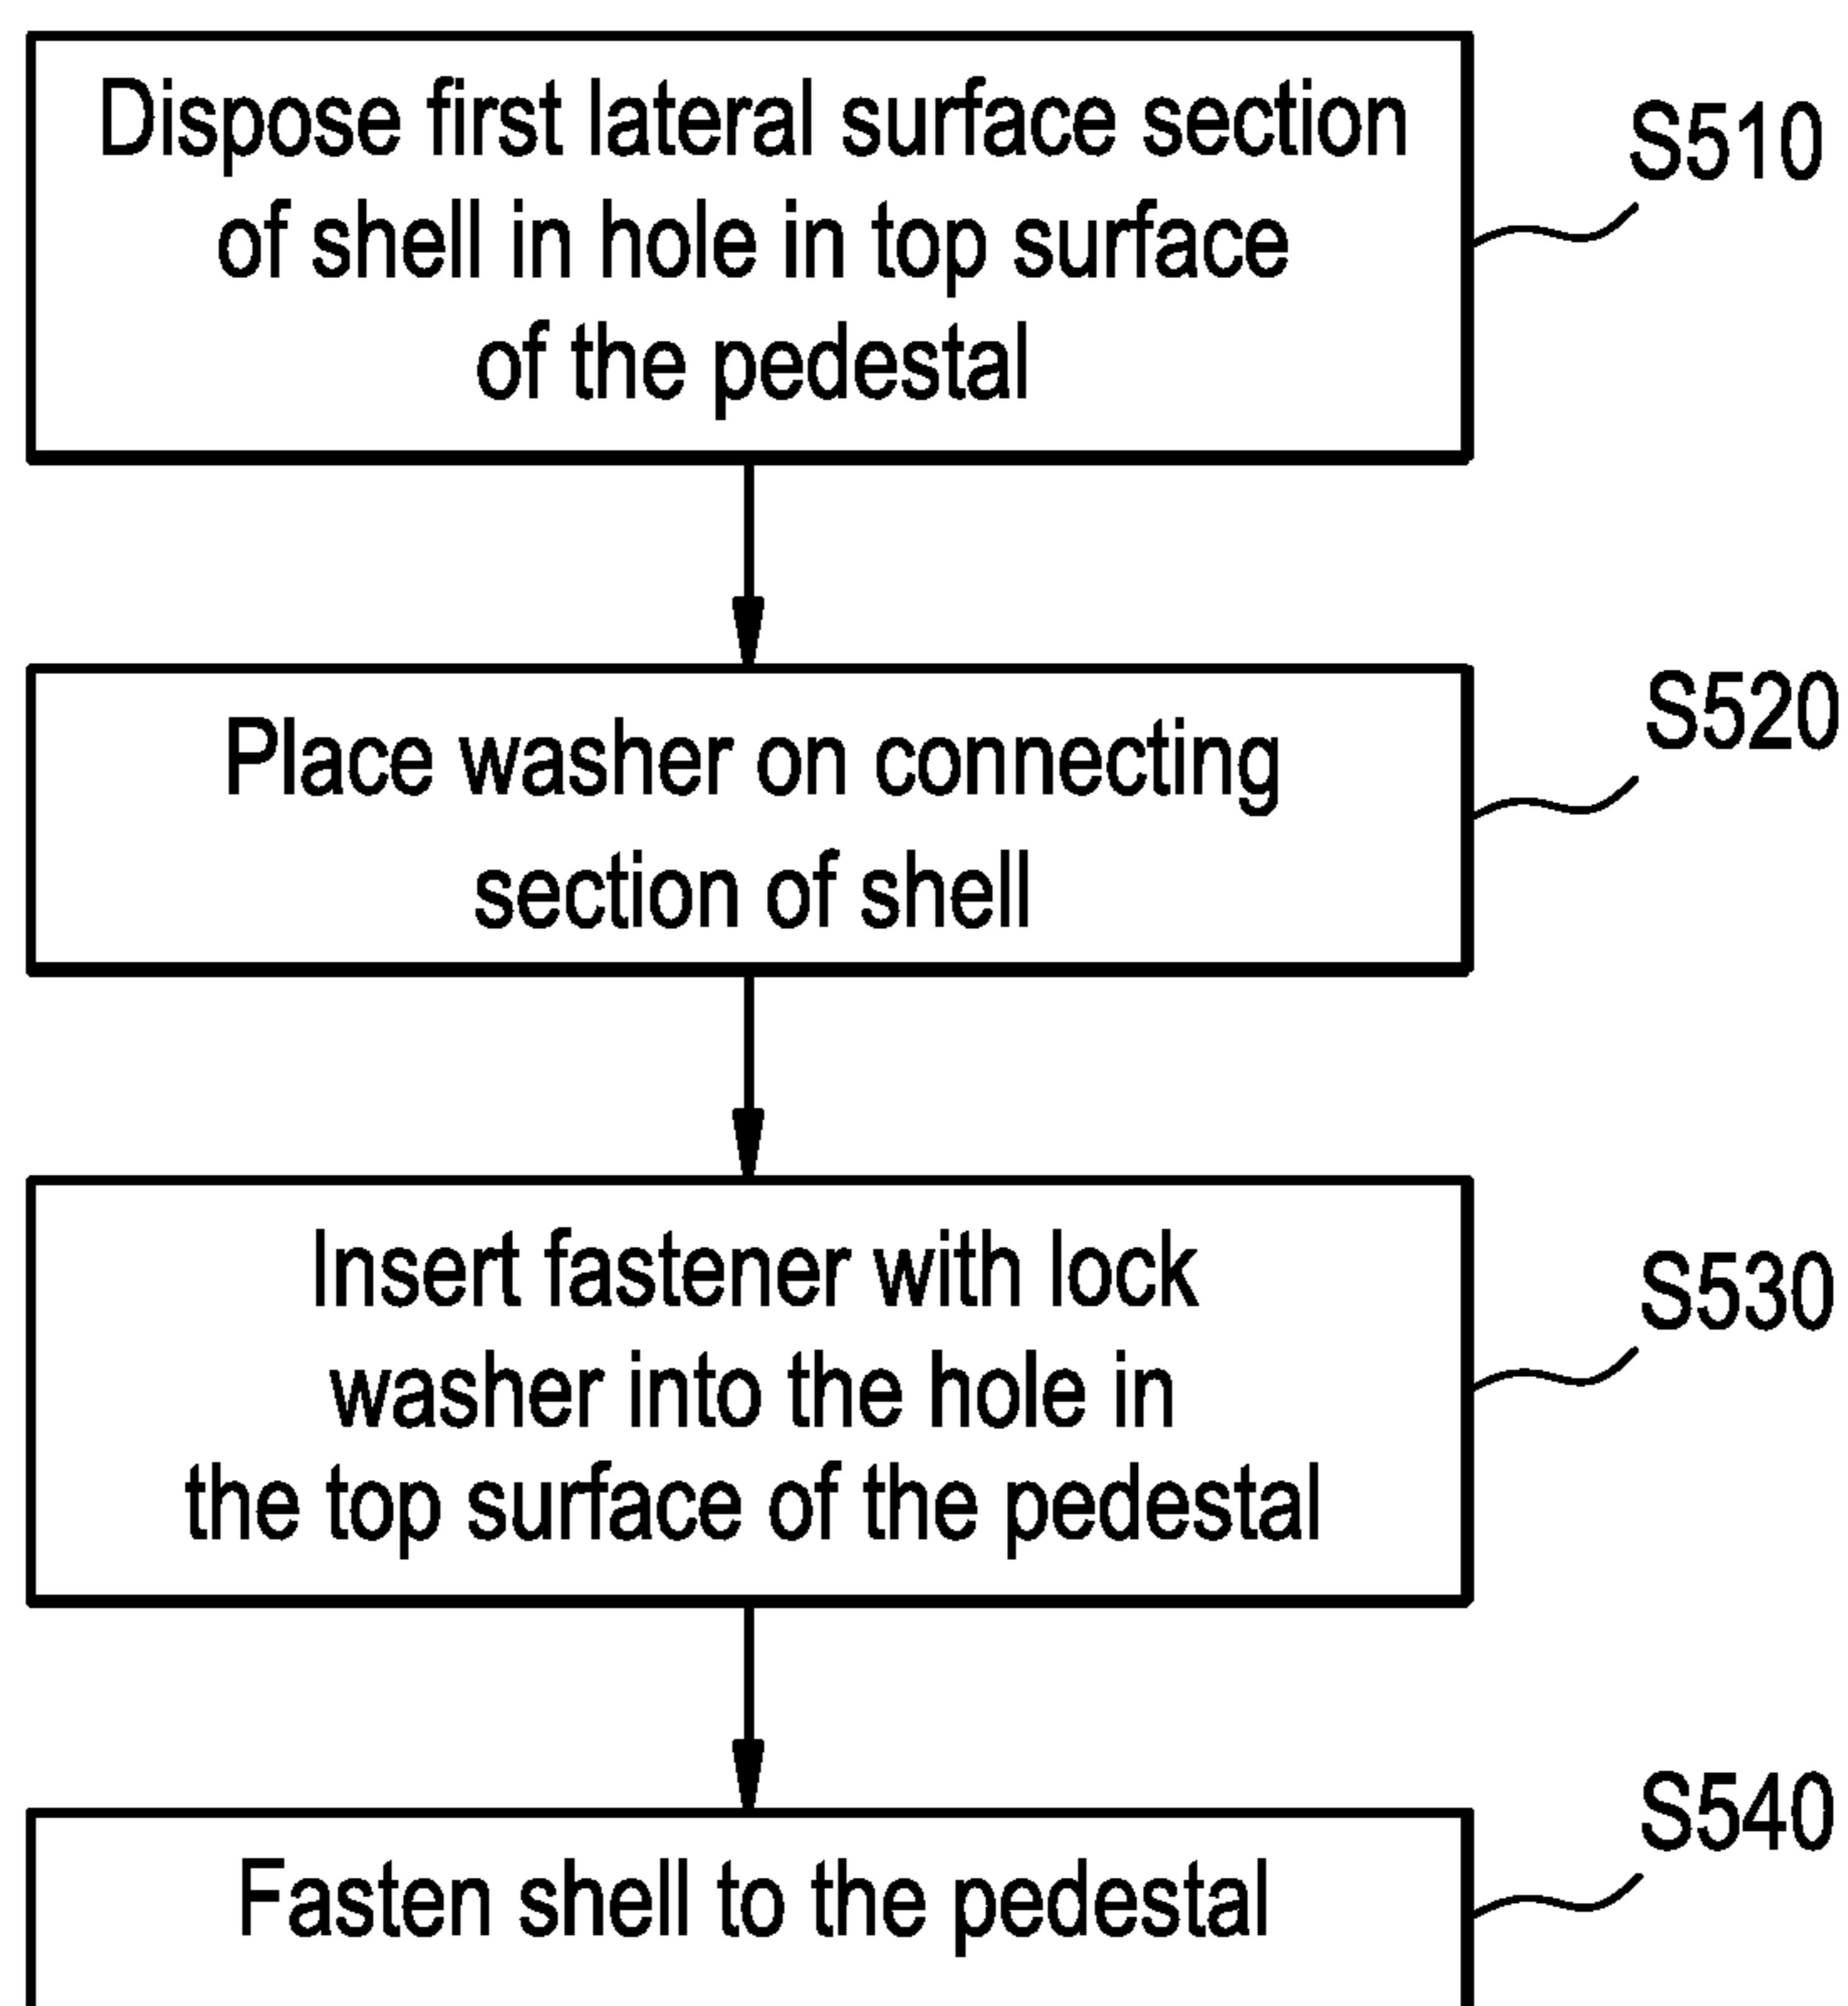 Dispose first lateral surface section
of shell in hole in top surface
of the pedestal
S510
Place washer on connecting
section of shell
S520
Insert fastener with lock
washer into the hole in
the top surface of the pedestal
S530
Fasten shell to the pedestal
S540